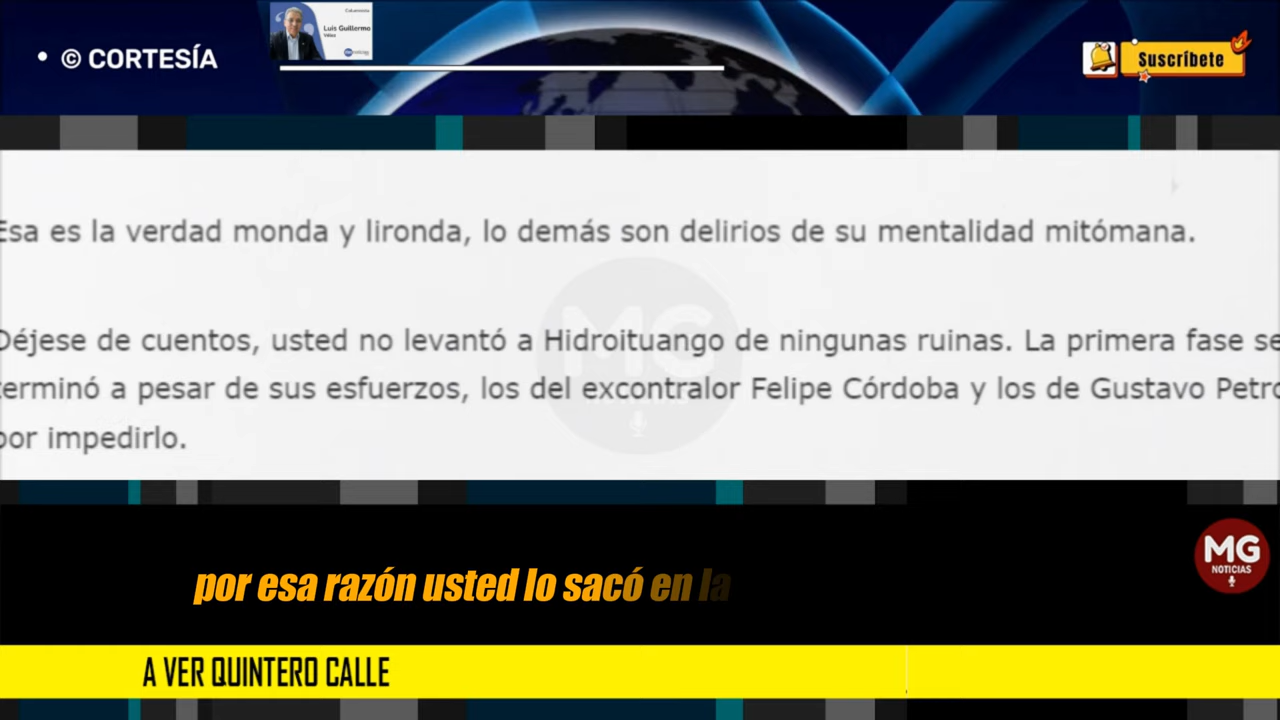 • © CORTESÍA
Columnista
Luis Guillermo
Vélez
Suscríbete
Esa es la verdad monda y lironda, lo demás son delirios de su mentalidad mitómana.
Déjese de cuentos, usted no levantó a Hidroituango de ningunas ruinas. La primera fase se
terminó a pesar de sus esfuerzos, los del excontralor Felipe Córdoba y los de Gustavo Petro
por impedirlo.
MG
por esa razón usted lo sacó en la
MG
NOTICIAS
A VER QUINTERO CALLE